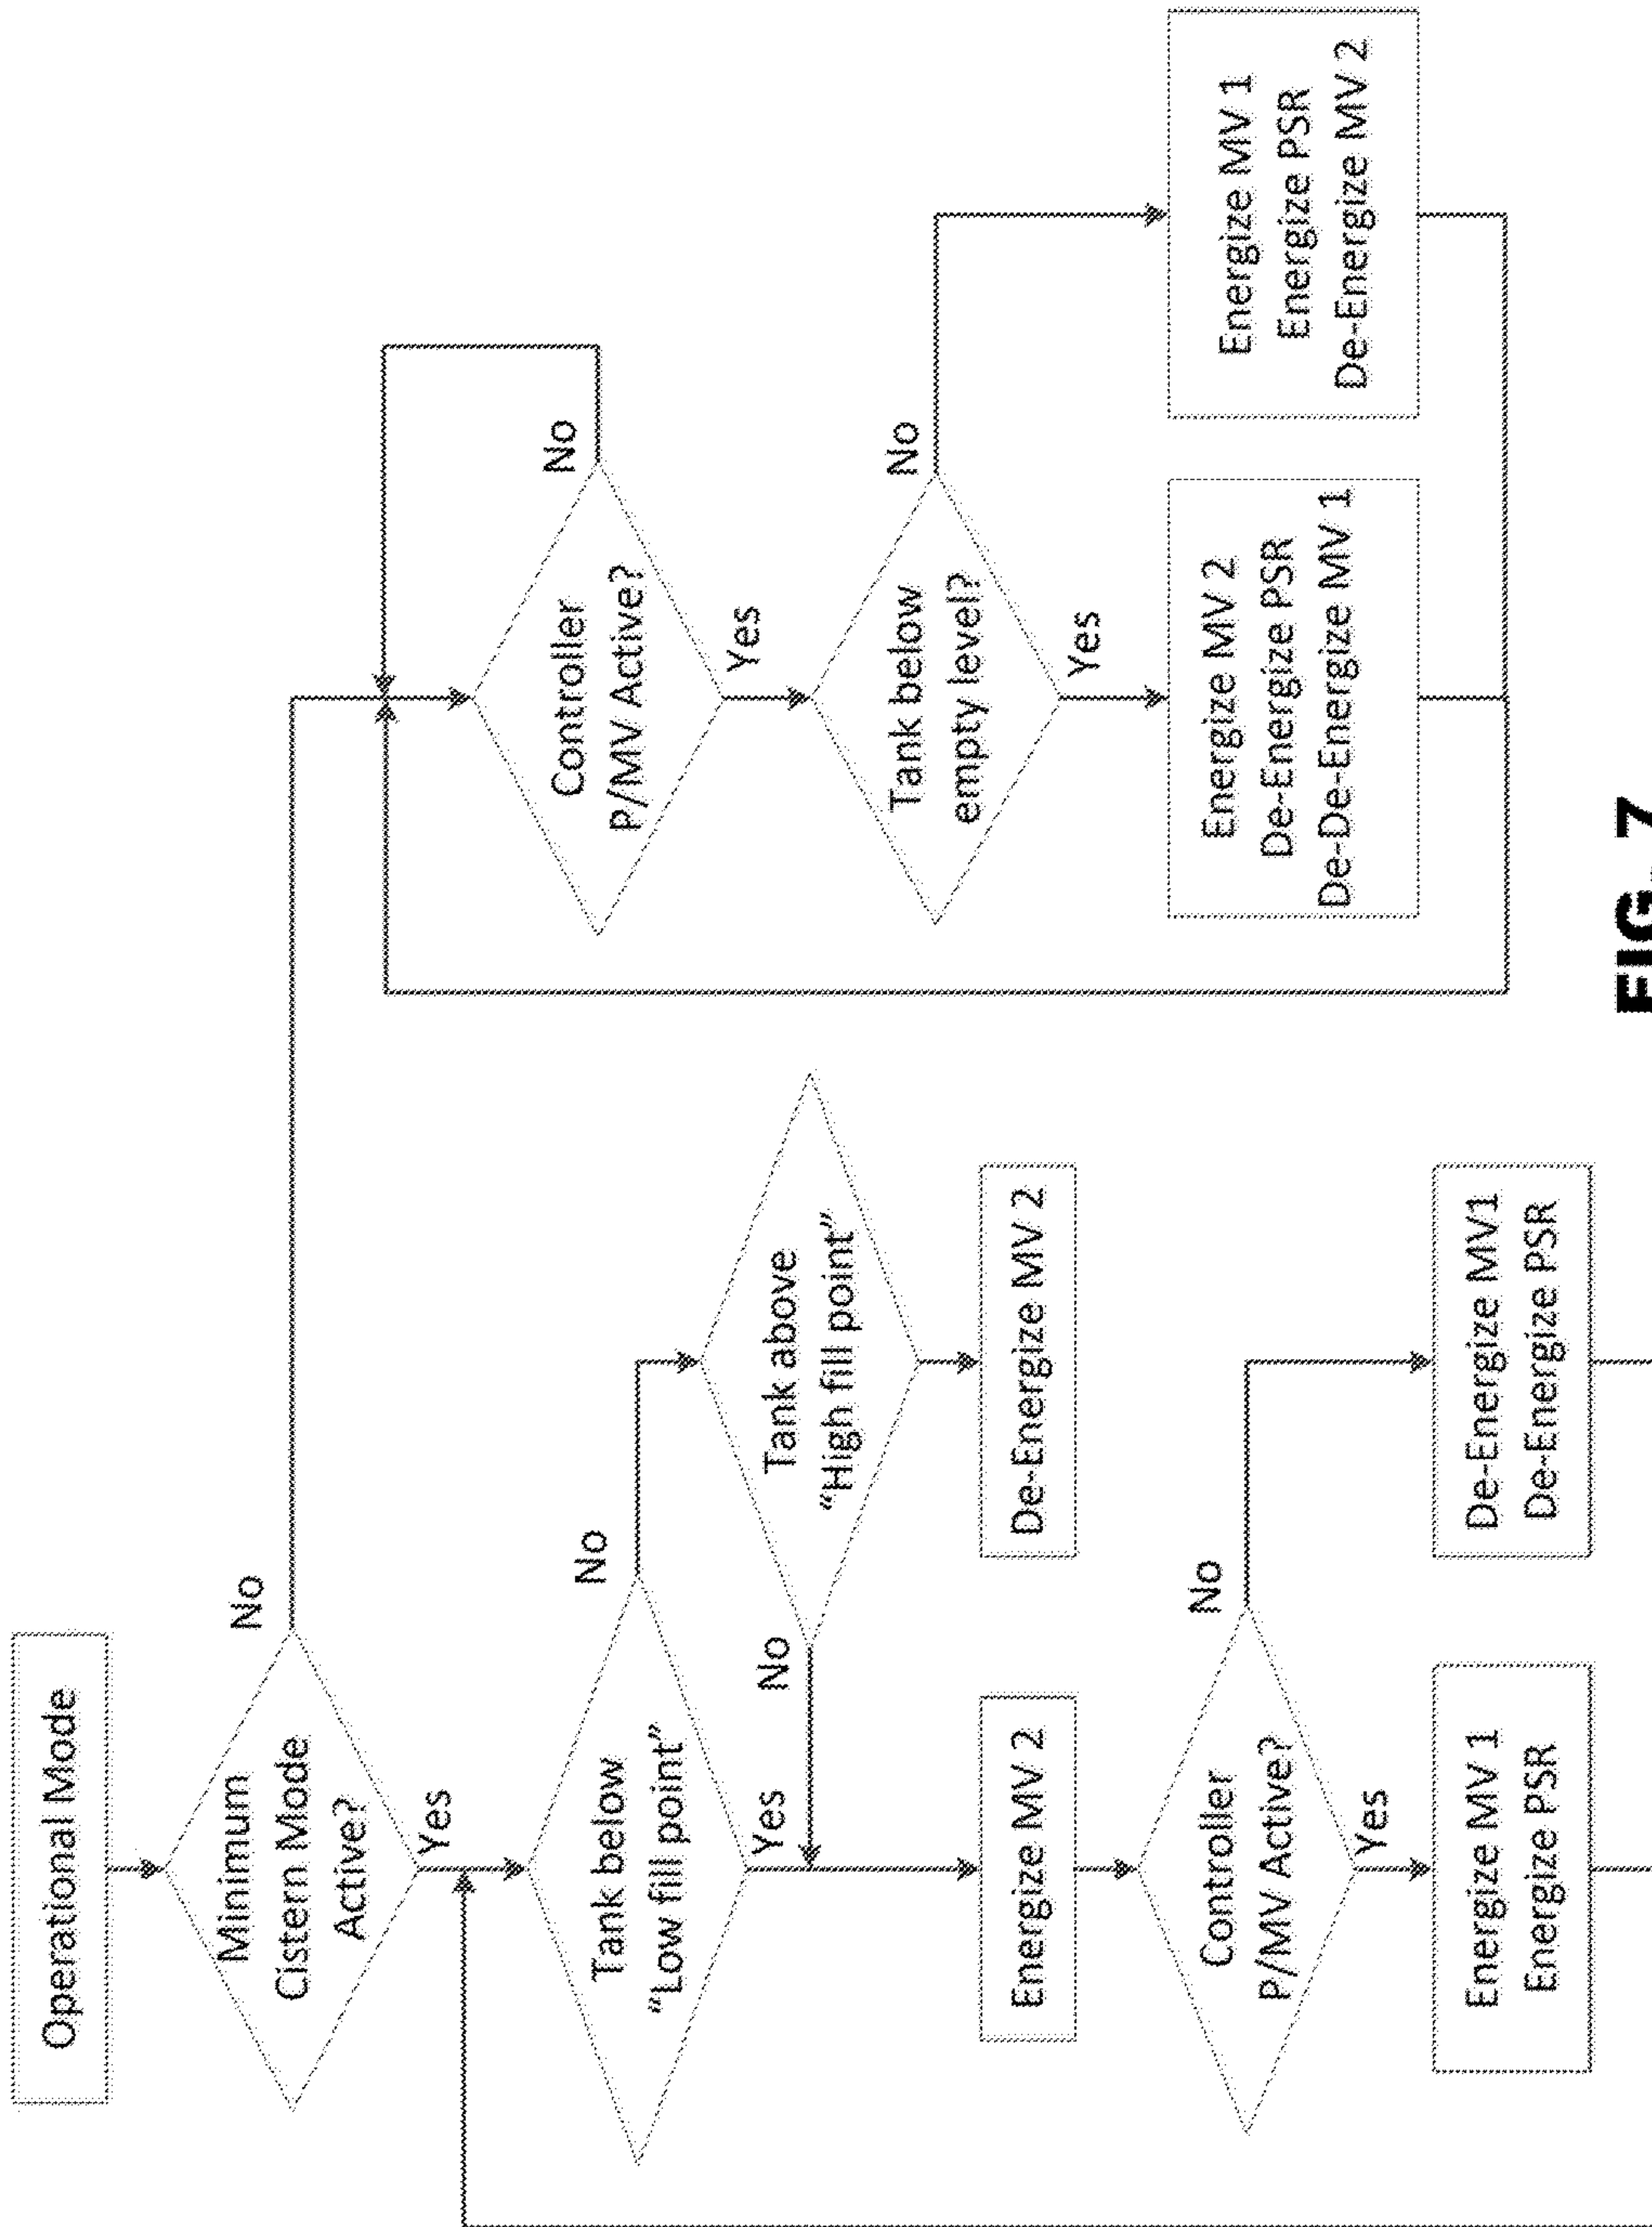 Operational Mode
Minimum
Cistern Mode
Active?
No
Yes
Tank below
"Low fill point"
No
Yes
Tank above
"High fill point"
No
Energize MV 2
De-Energize MV 2
Controller
P/MV Active?
No
Yes
Energize MV 1
Energize PSR
De-Energize MV1
De-Energize PSR
Controller
P/MV Active?
No
Yes
Tank below
empty level?
No
Yes
Energize MV 2
De-Energize PSR
De-De-Energize MV 1
Energize MV 1
Energize PSR
De-Energize MV 2
FIG. 7